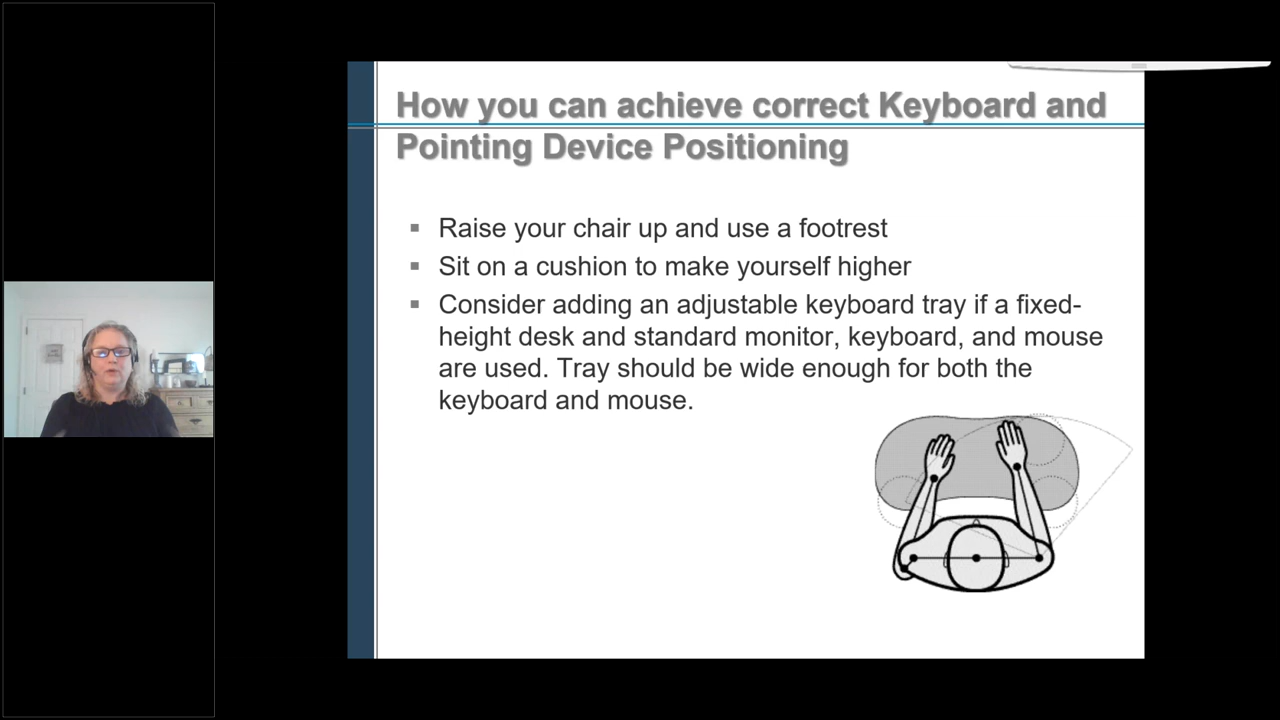 How you can achieve correct Keyboard and
Pointing Device Positioning
▪ Raise your chair up and use a footrest
▪ Sit on a cushion to make yourself higher
▪ Consider adding an adjustable keyboard tray if a fixed-
height desk and standard monitor, keyboard, and mouse
are used. Tray should be wide enough for both the
keyboard and mouse.